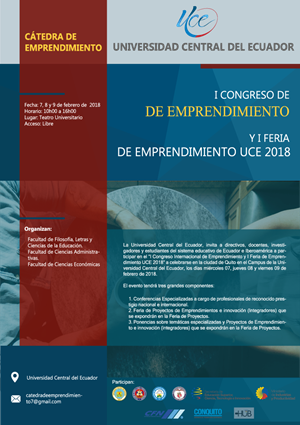 CÁTEDRA DE
EMPRENDIMIENTO
uce
UNIVERSIDAD CENTRAL DEL ECUADOR
Fecha: 7, 8 y 9 de febrero de 2018
Horario: 10h00 a 16h00
Lugar: Teatro Universitario
Acceso: Libre
I CONGRESO DE
DE EMPRENDIMIENTO
Y I FERIA
DE EMPRENDIMIENTO UCE 2018
Organizan:
Facultad de Filosofía, Letras y
Ciencias de la Educación.
Facultad de Ciencias Administra-
tivas.
Facultad de Ciencias Económicas
La Universidad Central del Ecuador, invita a directivos, docentes, investi-
gadores y estudiantes del sistema educativo de Ecuador e Iberoamérica a par-
ticipar en el "I Congreso Internacional de Emprendimiento y I Feria de Empren-
dimiento UCE 2018" a celebrarse en la ciudad de Quito en el Campus de la Uni-
versidad Central del Ecuador, los días miércoles 07, jueves 08 y viernes 09 de
febrero de 2018.
El evento tendrá tres grandes componentes:
1. Conferencias Especializadas a cargo de profesionales de reconocido pres-
tigio nacional e internacional.
2. Feria de Proyectos de Emprendimientos e innovación (Integradores) que
se expondrán en la Feria de Proyectos.
3. Ponencias sobre temáticas especializadas y Proyectos de Emprendimien-
to e innovación (integradores) que se expondrán en la Feria de Proyectos.
Universidad Central del Ecuador
catedradeemprendimien-
to7@gmail.com
Participan:
CONQUITO
HUB